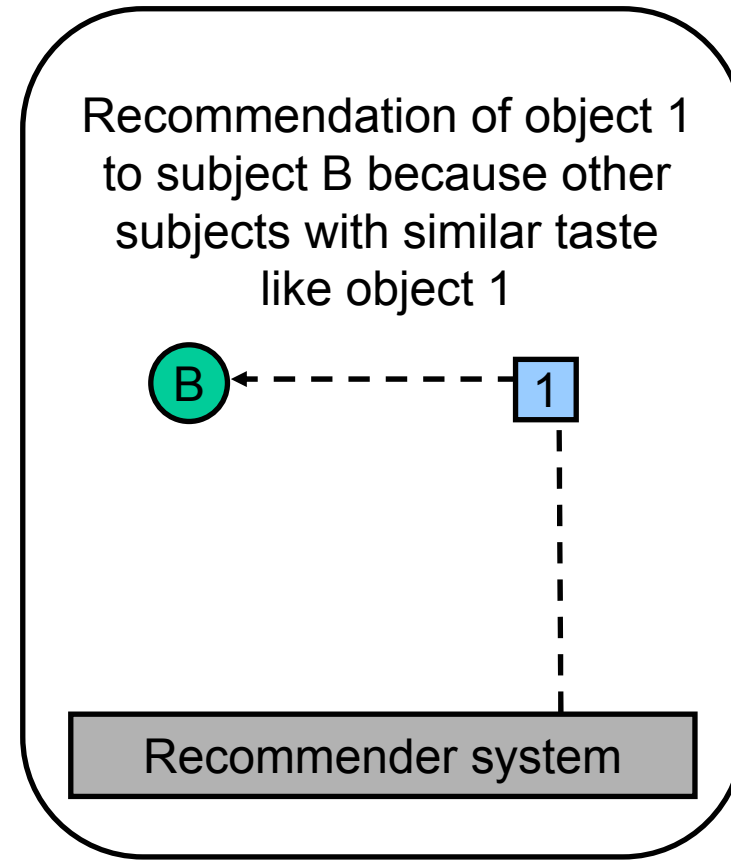 Recommendation of object 1
to subject B because other
subjects with similar taste
like object 1
B
1
Recommender system